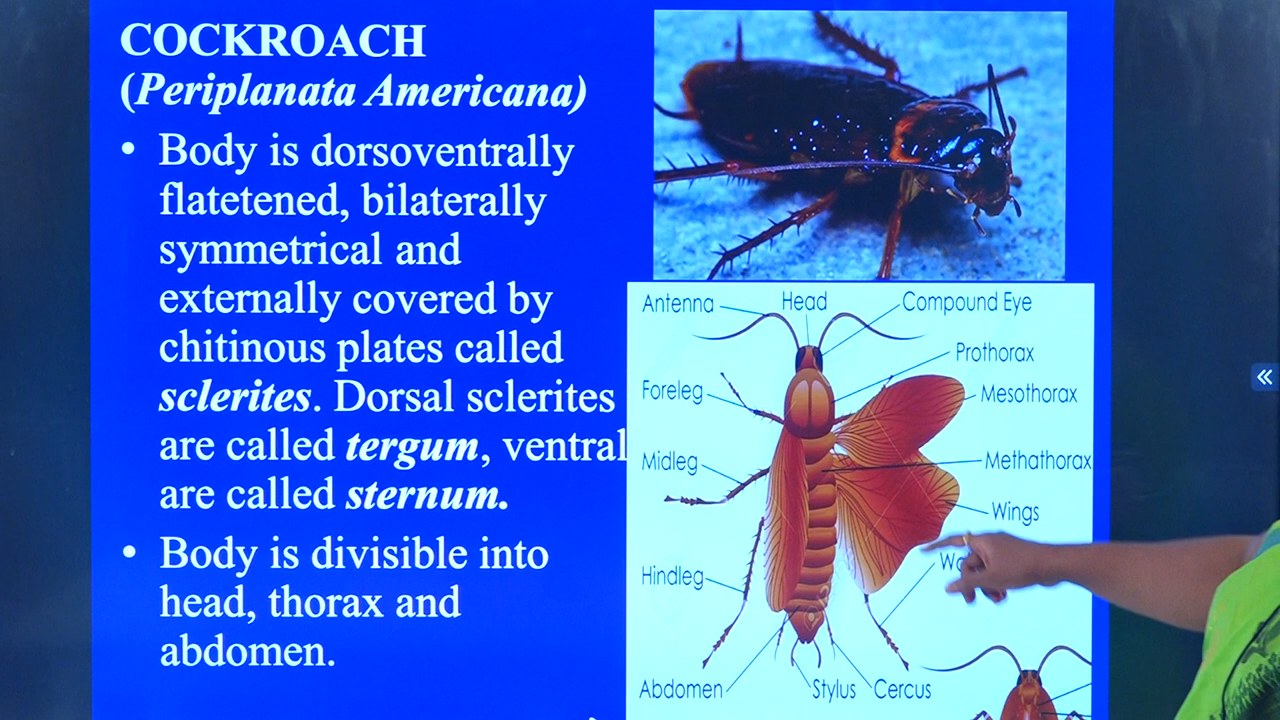 COCKROACH
(Periplanata Americana)
• Body is dorsoventrally
flatetened, bilaterally
symmetrical and
externally covered by
chitinous plates called
sclerites. Dorsal sclerites
are called tergum, ventral
are called sternum.
• Body is divisible into
head, thorax and
abdomen.
Antenna
Head
Compound Eye
Prothorax
Foreleg
Mesothorax
Midleg
Methathorax
Wings
Hindleg
Abdomen
Stylus
Cercus